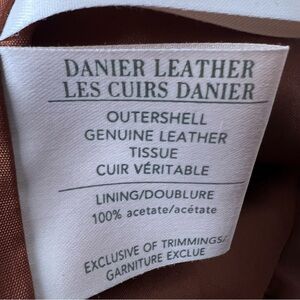 DANIER LEATHER
LES CUIRS DANIER
OUTERSHELL
GENUINE LEATHER
TISSUE
CUIR VÉRITABLE
LINING/DOUBLURE
100% acetate/acétate
EXCLUSIVE OF TRIMMINGS/
GARNITURE EXCLUE